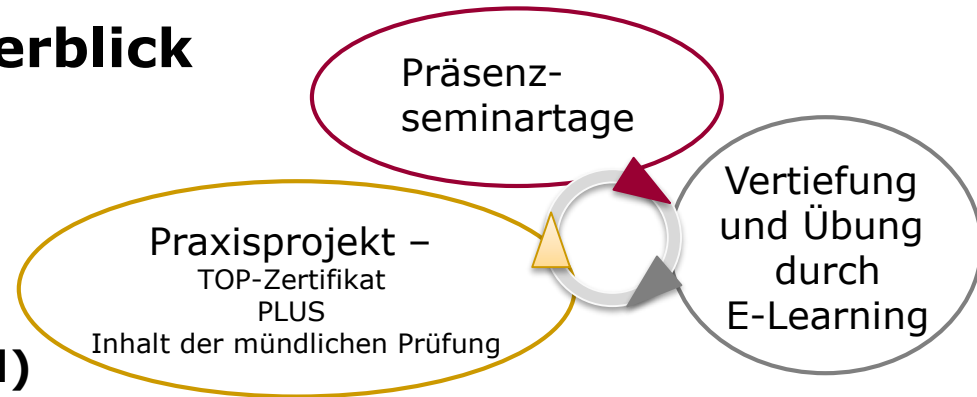 erblick
Präsenz-
seminartage
Vertiefung
und Übung
durch
E-Learning
Praxisprojekt –
TOP-Zertifikat
PLUS
Inhalt der mündlichen Prüfung
)